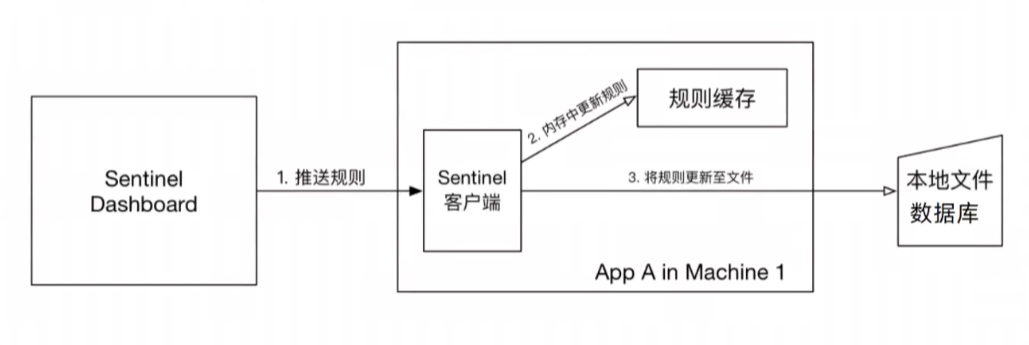 Sentinel
Dashboard
1. 推送规则
Sentinel
客户端
2. 内存中更新规则
规则缓存
3. 将规则更新至文件
本地文件
数据库
App A in Machine 1